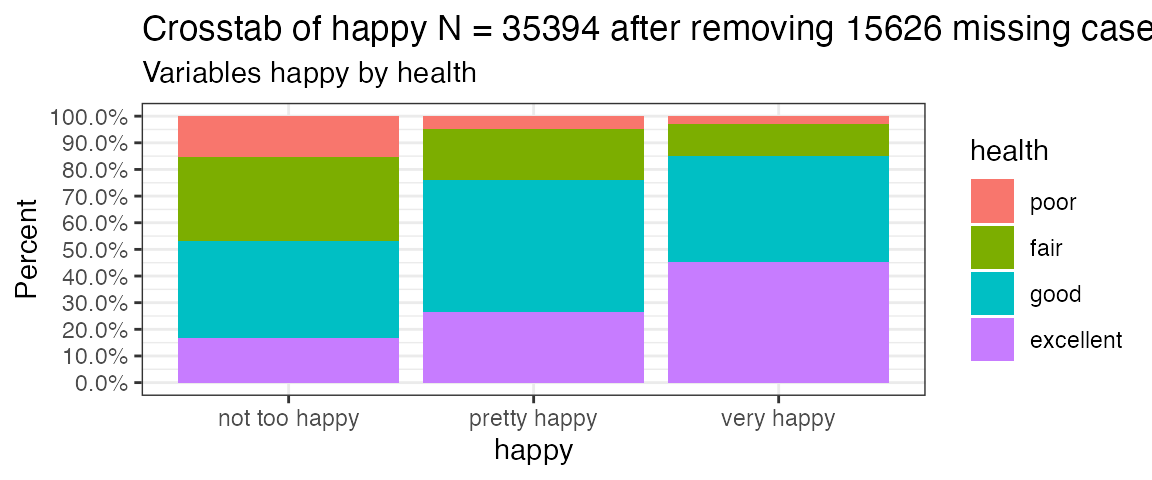 Crosstab of happy N = 35394 after removing 15626 missing case
Variables happy by health
100.0%
90.0%
80.0%
70.0%
60.0%
50.0%
40.0%
30.0%
20.0%
10.0%
0.0%
Percent
not too happy pretty happy very happy
happy
health
poor
fair
good
excellent